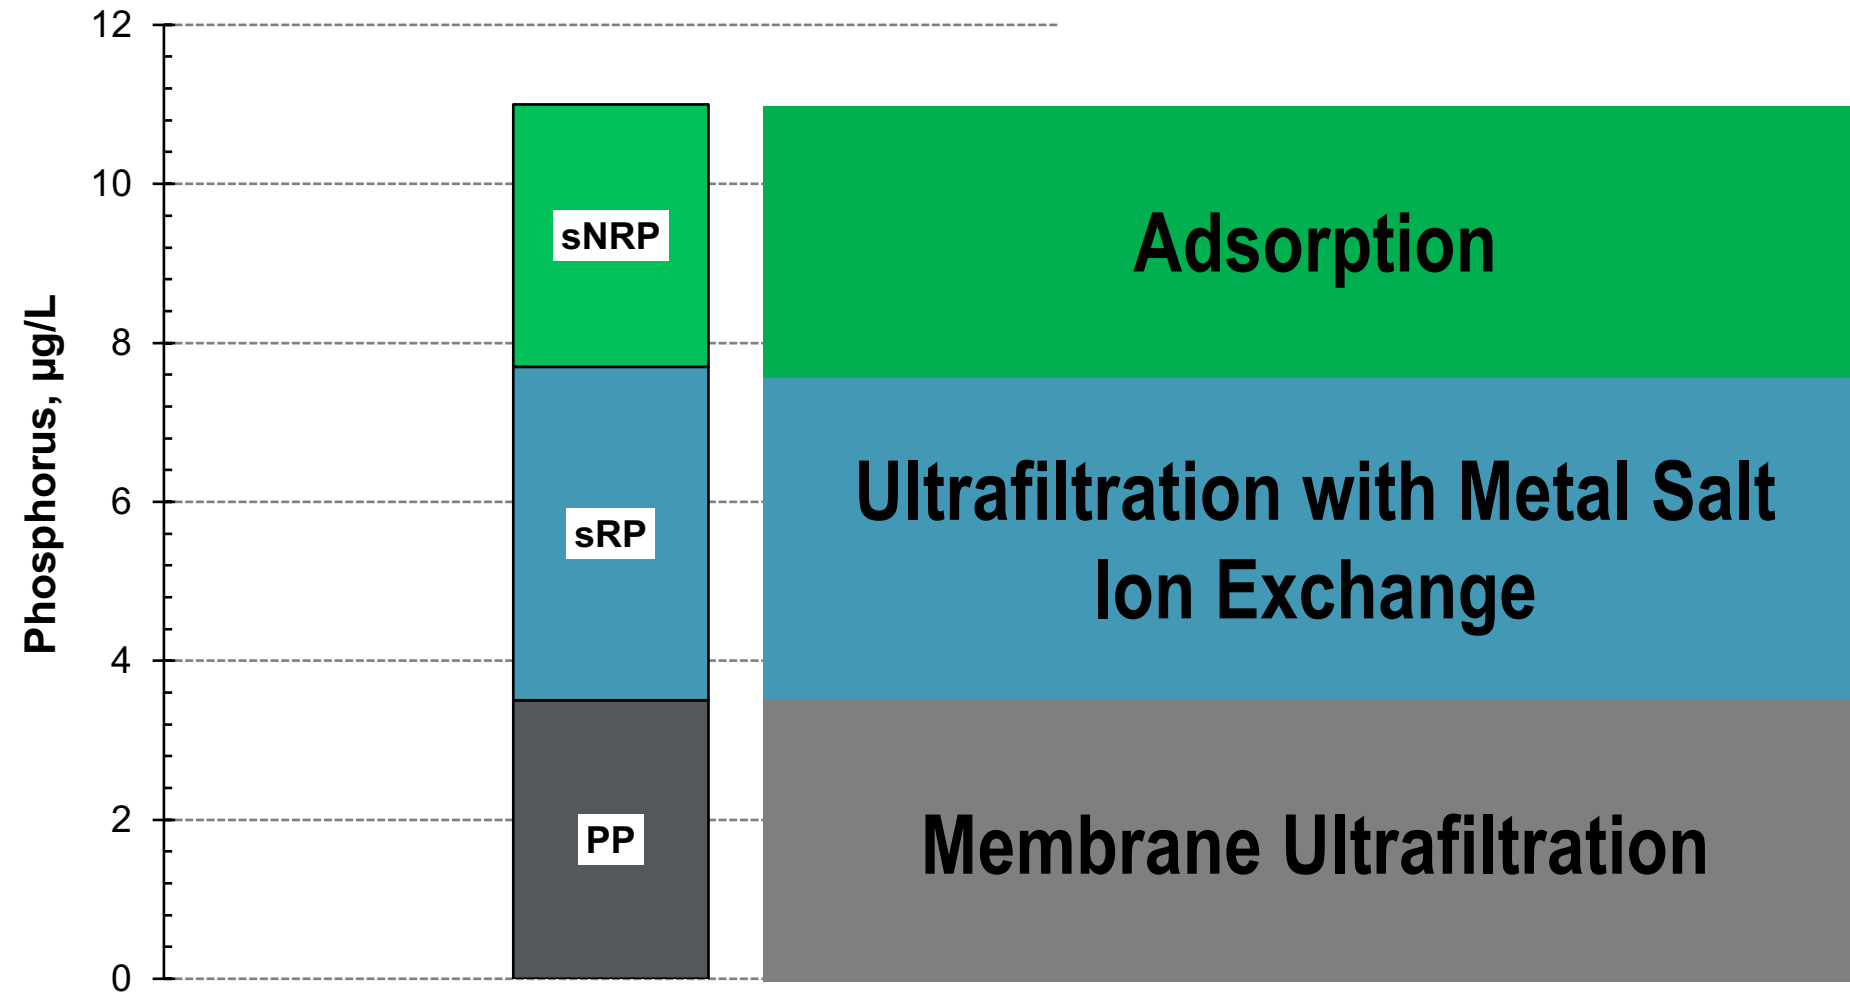 Phosphorus, µg/L
12
10
8
6
4
2
0
sNRP
sRP
PP
Adsorption
Ultrafiltration with Metal Salt
Ion Exchange
Membrane Ultrafiltration